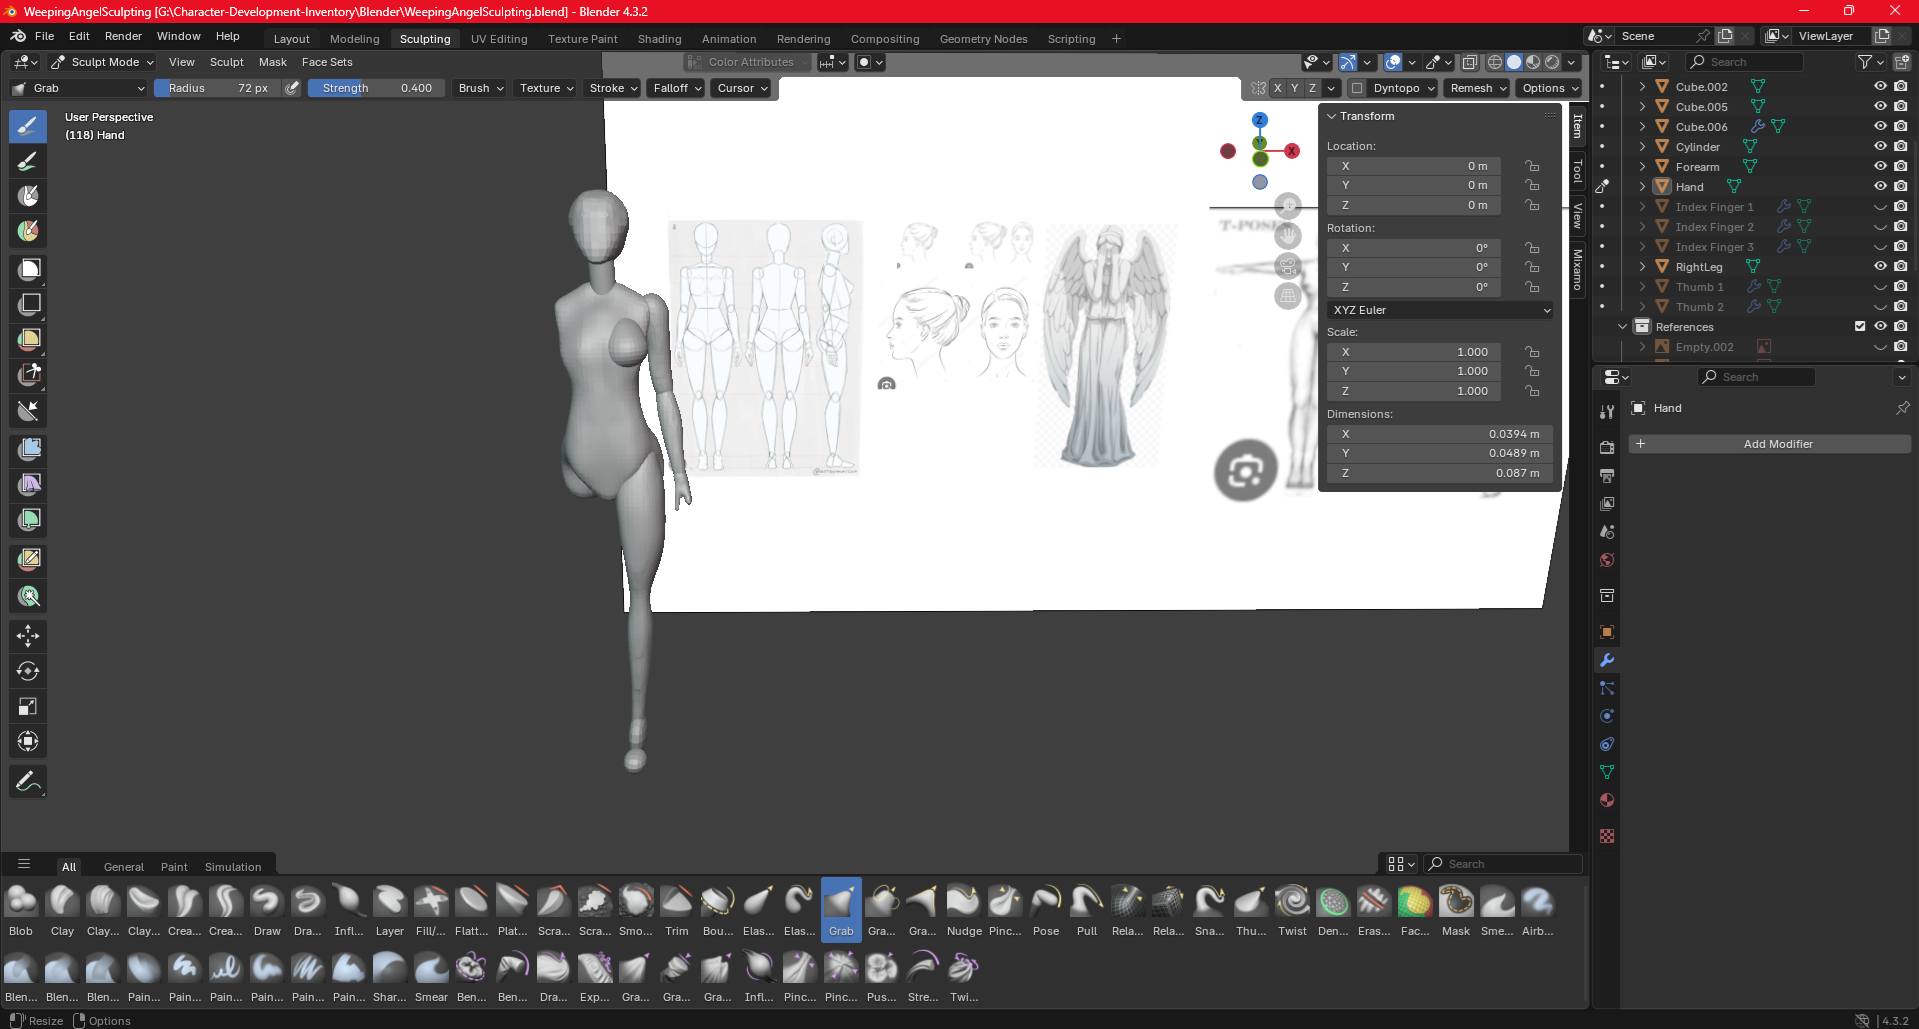 WeepingAngelSculpting [G:\Character-Development-Inventory\Blender\WeepingAngelSculpting.blend] - Blender 4.3.2
File Edit Render Window Help Layout Modeling Sculpting UV Editing Texture Paint Shading Animation Rendering Compositing Geometry Nodes Scripting + Scene ViewLayer
Sculpt Mode View Sculpt Mask Face Sets Color Attributes Search
Grab Radius 72 px Strength 0.400 Brush Texture Stroke Falloff Cursor X Y Z Dyntopo Remesh Options
User Perspective
(118) Hand
Z
X
T-POSE
Transform
Location:
X 0 m
Y 0 m
Z 0 m
Rotation:
X 0°
Y 0°
Z 0°
XYZ Euler
Scale:
X 1.000
Y 1.000
Z 1.000
Dimensions:
X 0.0394 m
Y 0.0489 m
Z 0.087 m
Item
Tool
View
Mixamo
Cube.002
Cube.005
Cube.006
Cylinder
Forearm
Hand
Index Finger 1
Index Finger 2
Index Finger 3
RightLeg
Thumb 1
Thumb 2
References
Empty.002
Search
Hand
+ Add Modifier
All General Paint Simulation Search
Blob Clay Clay... Clay... Crea... Crea... Draw Dra... Infl... Layer Fill/... Flatt... Plat... Scra... Scra... Smo... Trim Bou... Elas... Elas... Grab Gra... Gra... Nudge Pinc... Pose Pull Rela... Rela... Sna... Thu... Twist Den... Eras... Fac... Mask Sme... Airb...
Blen... Blen... Blen... Pain... Pain... Pain... Pain... Pain... Pain... Shar... Smear Ben... Ben... Dra... Exp... Gra... Gra... Gra... Infl... Pinc... Pinc... Pus... Stre... Twi...
Resize Options 4.3.2